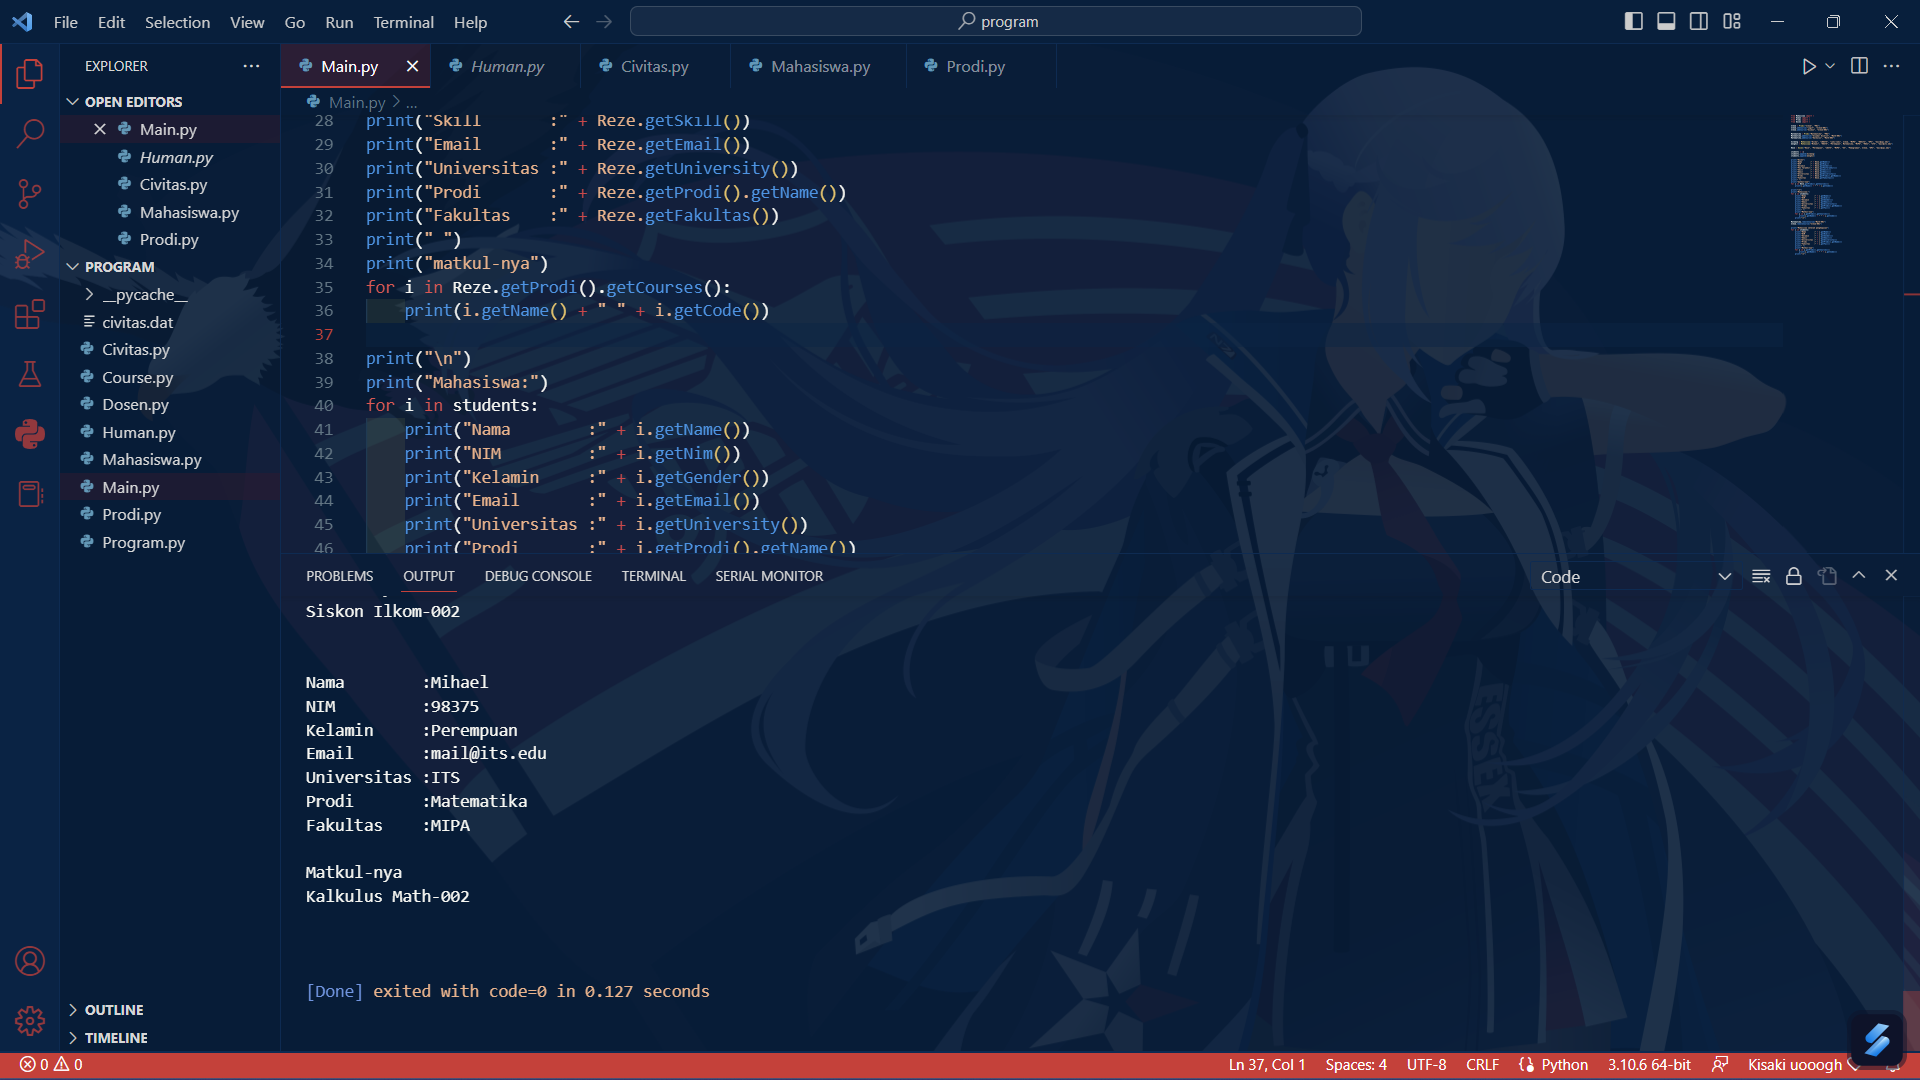 File Edit Selection View Go Run Terminal Help
program
EXPLORER
OPEN EDITORS
Main.py
Human.py
Civitas.py
Mahasiswa.py
Prodi.py
PROGRAM
__pycache__
civitas.dat
Civitas.py
Course.py
Dosen.py
Human.py
Mahasiswa.py
Main.py
Prodi.py
Program.py
OUTLINE
TIMELINE
Main.py Human.py Civitas.py Mahasiswa.py Prodi.py
Main.py > ...
28 print("Skill       :" + Reze.getSkill())
29 print("Email       :" + Reze.getEmail())
30 print("Universitas :" + Reze.getUniversity())
31 print("Prodi       :" + Reze.getProdi().getName())
32 print("Fakultas    :" + Reze.getFakultas())
33 print(" ")
34 print("matkul-nya")
35 for i in Reze.getProdi().getCourses():
36     print(i.getName() + " " + i.getCode())
37
38 print("\n")
39 print("Mahasiswa:")
40 for i in students:
41     print("Nama        :" + i.getName())
42     print("NIM         :" + i.getNim())
43     print("Kelamin     :" + i.getGender())
44     print("Email       :" + i.getEmail())
45     print("Universitas :" + i.getUniversity())
46     print("Prodi       :" + i.getProdi().getName())
PROBLEMS OUTPUT DEBUG CONSOLE TERMINAL SERIAL MONITOR
Code
Siskon Ilkom-002
Nama        :Mihael
NIM         :98375
Kelamin     :Perempuan
Email       :mail@its.edu
Universitas :ITS
Prodi       :Matematika
Fakultas    :MIPA
Matkul-nya
Kalkulus Math-002
[Done] exited with code=0 in 0.127 seconds
0 0
Ln 37, Col 1 Spaces: 4 UTF-8 CRLF Python 3.10.6 64-bit Kisaki uooogh